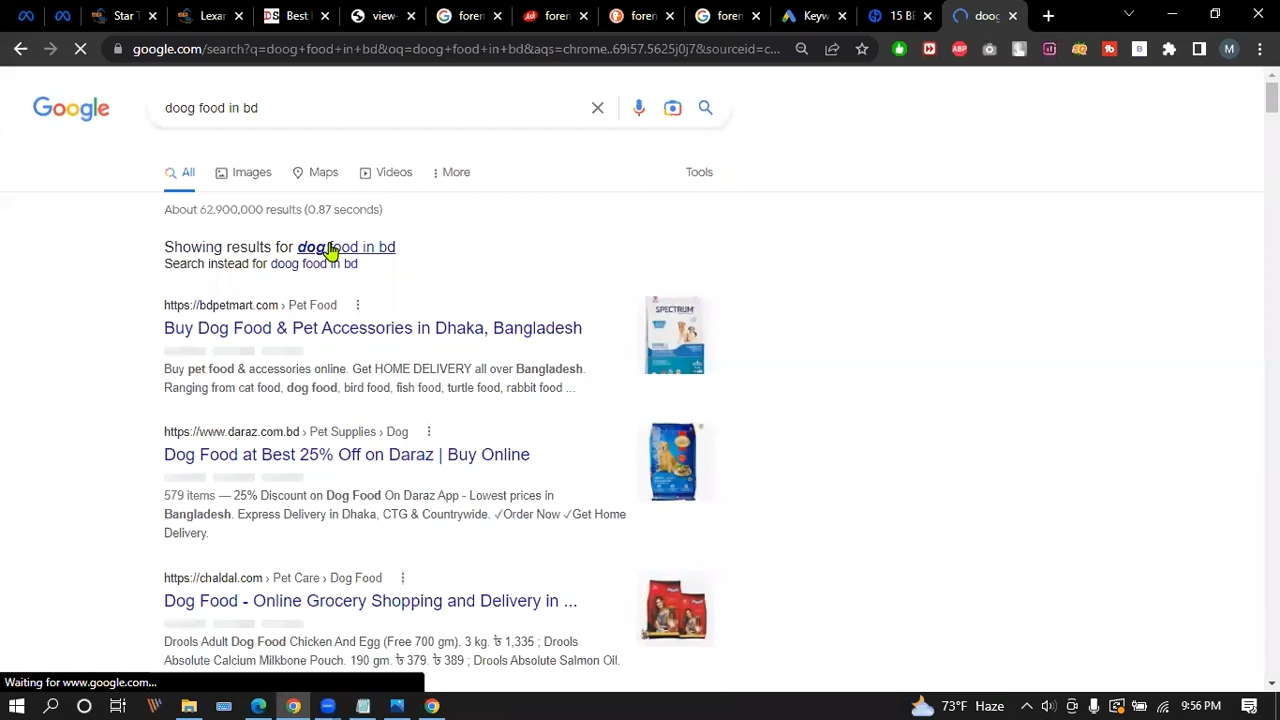 Star T
Lexar
Best l
view-
foren
foren
foren
foren
Keyw
15 BE
doog
google.com/search?q=doog+food+in+bd&oq=doog+food+in+bd&aqs=chrome..69i57.5625j0j7&sourceid=c...
Google
doog food in bd
All
Images
Maps
Videos
More
Tools
About 62,900,000 results (0.87 seconds)
Showing results for dog food in bd
Search instead for doog food in bd
https://bdpetmart.com › Pet Food
Buy Dog Food & Pet Accessories in Dhaka, Bangladesh
Buy pet food & accessories online. Get HOME DELIVERY all over Bangladesh.
Ranging from cat food, dog food, bird food, fish food, turtle food, rabbit food ...
SPECTRUM
https://www.daraz.com.bd › Pet Supplies › Dog
Dog Food at Best 25% Off on Daraz | Buy Online
579 items — 25% Discount on Dog Food On Daraz App - Lowest prices in
Bangladesh. Express Delivery in Dhaka, CTG & Countrywide. ✓Order Now ✓Get Home
Delivery.
https://chaldal.com › Pet Care › Dog Food
Dog Food - Online Grocery Shopping and Delivery in ...
Drools Adult Dog Food Chicken And Egg (Free 700 gm). 3 kg. ৳ 1,335 ; Drools
Absolute Calcium Milkbone Pouch. 190 gm. ৳ 379. ৳ 389 ; Drools Absolute Salmon Oil.
Waiting for www.google.com...
73°F Haze
9:56 PM